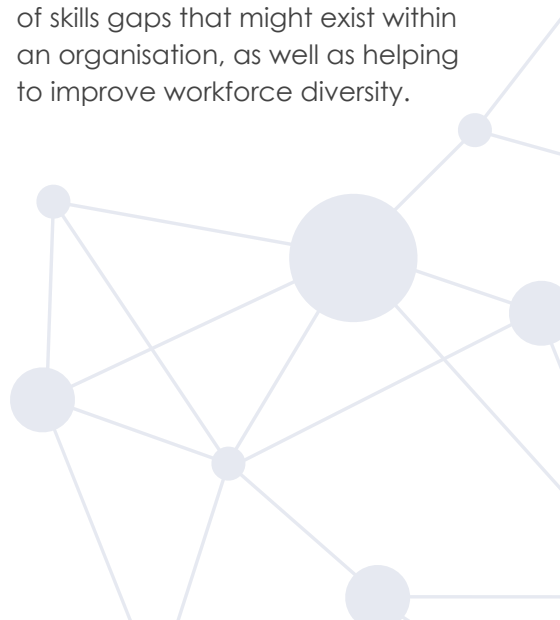 of skills gaps that might exist within
an organisation, as well as helping
to improve workforce diversity.